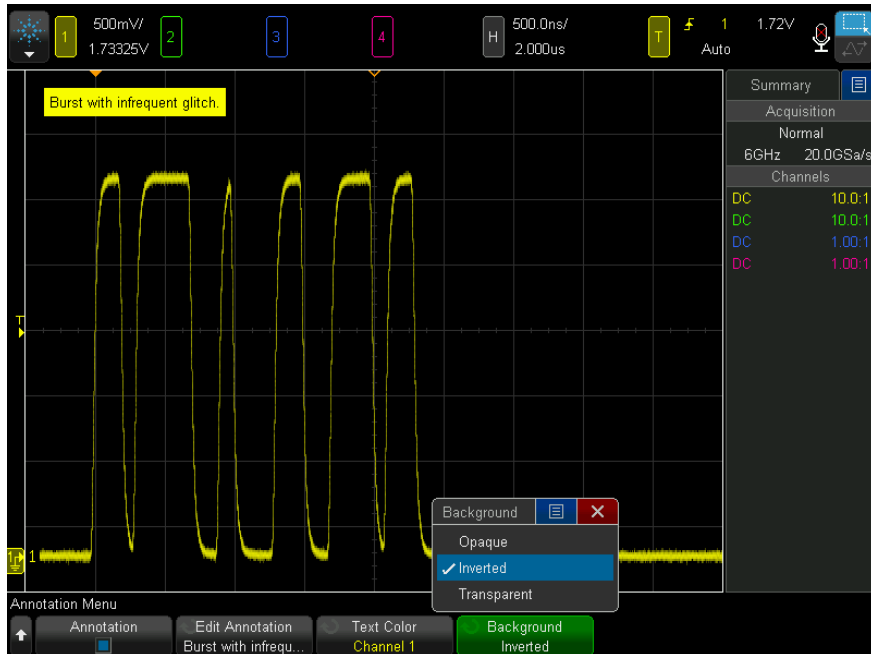 500mV/
1.73325V
1
2
3
4
H
500.0ns/
2.000us
T
1
1.72V
Auto
Burst with infrequent glitch.
Summary
Acquisition
Normal
6GHz 20.0GSa/s
Channels
DC 10.0:1
DC 10.0:1
DC 1.00:1
DC 1.00:1
T
1
1
Background
Opaque
Inverted
Transparent
Annotation Menu
Annotation
Edit Annotation
Burst with infrequ...
Text Color
Channel 1
Background
Inverted